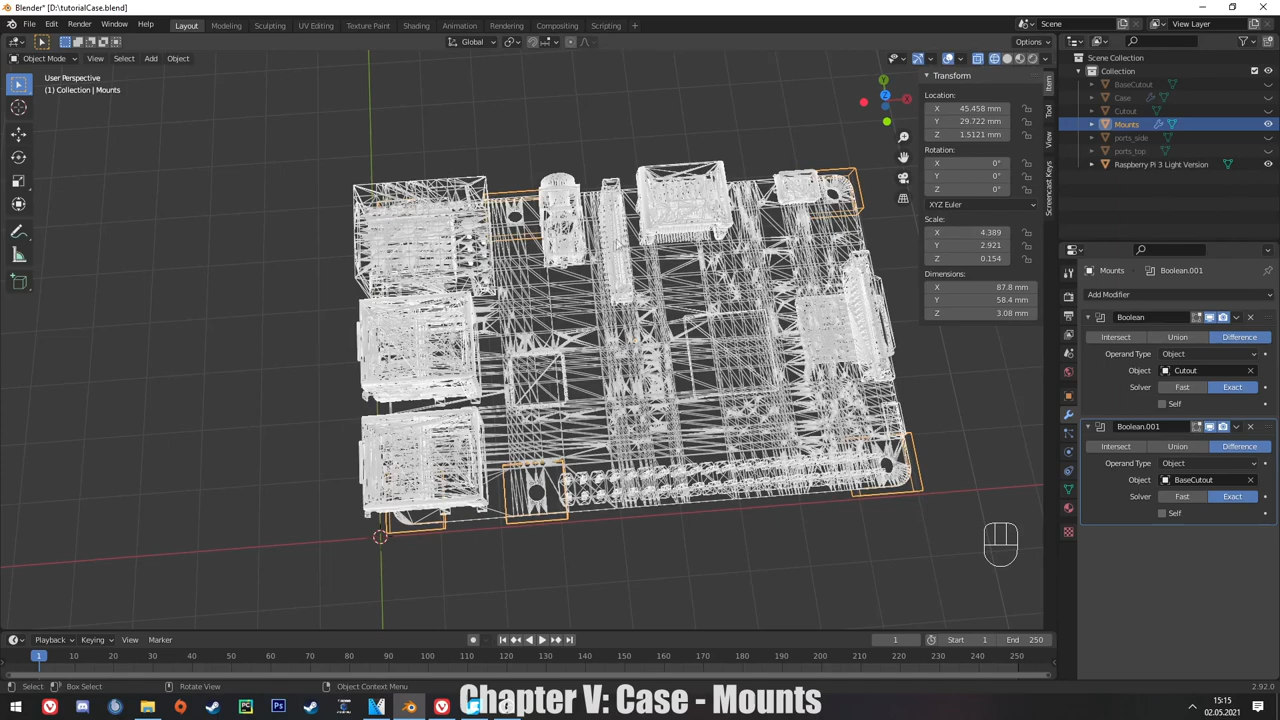 Blender* [D:\tutorialCase.blend]
File Edit Render Window Help
Layout Modeling Sculpting UV Editing Texture Paint Shading Animation Rendering Compositing Scripting +
Scene
View Layer
Global
Options
Object Mode View Select Add Object
User Perspective
(1) Collection | Mounts
Transform
Location:
X 45.458 mm
Y 29.722 mm
Z 1.5121 mm
Rotation:
X 0°
Y 0°
Z 0°
XYZ Euler
Scale:
X 4.389
Y 2.921
Z 0.154
Dimensions:
X 87.8 mm
Y 58.4 mm
Z 3.08 mm
Item
Tool
View
Screencast Keys
X
Y
Z
Scene Collection
Collection
BaseCutout
Case
Cutout
Mounts
ports_side
ports_top
Raspberry Pi 3 Light Version
Mounts Boolean.001
Add Modifier
Boolean
Intersect Union Difference
Operand Type Object
Object Cutout
Solver Fast Exact
Self
Boolean.001
Intersect Union Difference
Operand Type Object
Object BaseCutout
Solver Fast Exact
Self
Playback Keying View Marker
1 Start 1 End 250
1 10 20 30 40 50 60 70 80 90 100 110 120 130 140 150 160 170 180 190 200 210 220 230 240 250
Select Box Select Rotate View Object Context Menu 2.92.0
Chapter V: Case - Mounts
15:15
02.05.2021